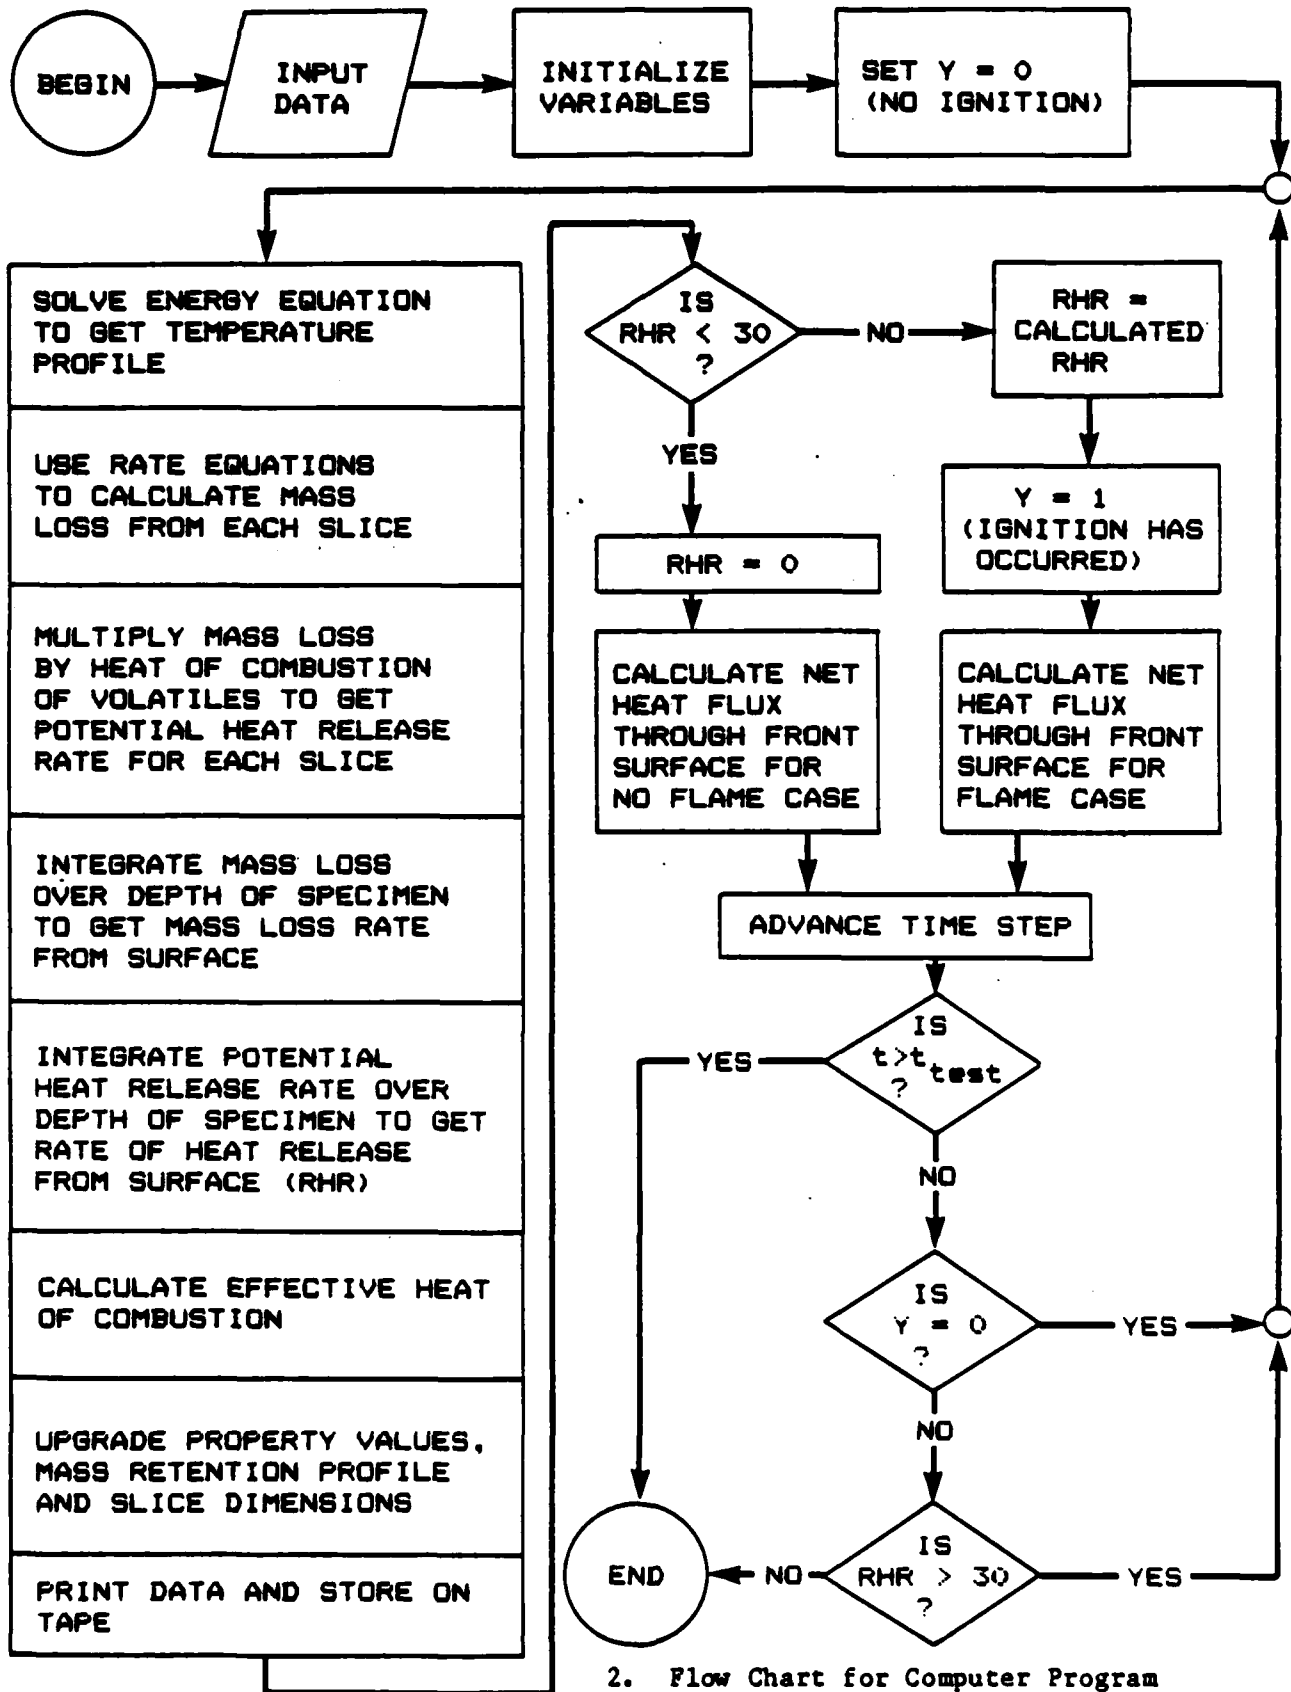 BEGIN
INPUT
DATA
INITIALIZE
VARIABLES
SET Y = 0
(NO IGNITION)
SOLVE ENERGY EQUATION
TO GET TEMPERATURE
PROFILE
USE RATE EQUATIONS
TO CALCULATE MASS
LOSS FROM EACH SLICE
MULTIPLY MASS LOSS
BY HEAT OF COMBUSTION
OF VOLATILES TO GET
POTENTIAL HEAT RELEASE
RATE FOR EACH SLICE
INTEGRATE MASS LOSS
OVER DEPTH OF SPECIMEN
TO GET MASS LOSS RATE
FROM SURFACE
INTEGRATE POTENTIAL
HEAT RELEASE RATE OVER
DEPTH OF SPECIMEN TO GET
RATE OF HEAT RELEASE
FROM SURFACE (RHR)
CALCULATE EFFECTIVE HEAT
OF COMBUSTION
UPGRADE PROPERTY VALUES,
MASS RETENTION PROFILE
AND SLICE DIMENSIONS
PRINT DATA AND STORE ON
TAPE
IS
RHR < 30
?
NO
RHR =
CALCULATED
RHR
YES
Y = 1
(IGNITION HAS
OCCURRED)
RHR = 0
CALCULATE NET
HEAT FLUX
THROUGH FRONT
SURFACE FOR
NO FLAME CASE
CALCULATE NET
HEAT FLUX
THROUGH FRONT
SURFACE FOR
FLAME CASE
ADVANCE TIME STEP
IS
t>t test
?
YES
NO
IS
Y = 0
?
YES
NO
IS
RHR > 30
?
YES
NO
END
2. Flow Chart for Computer Program